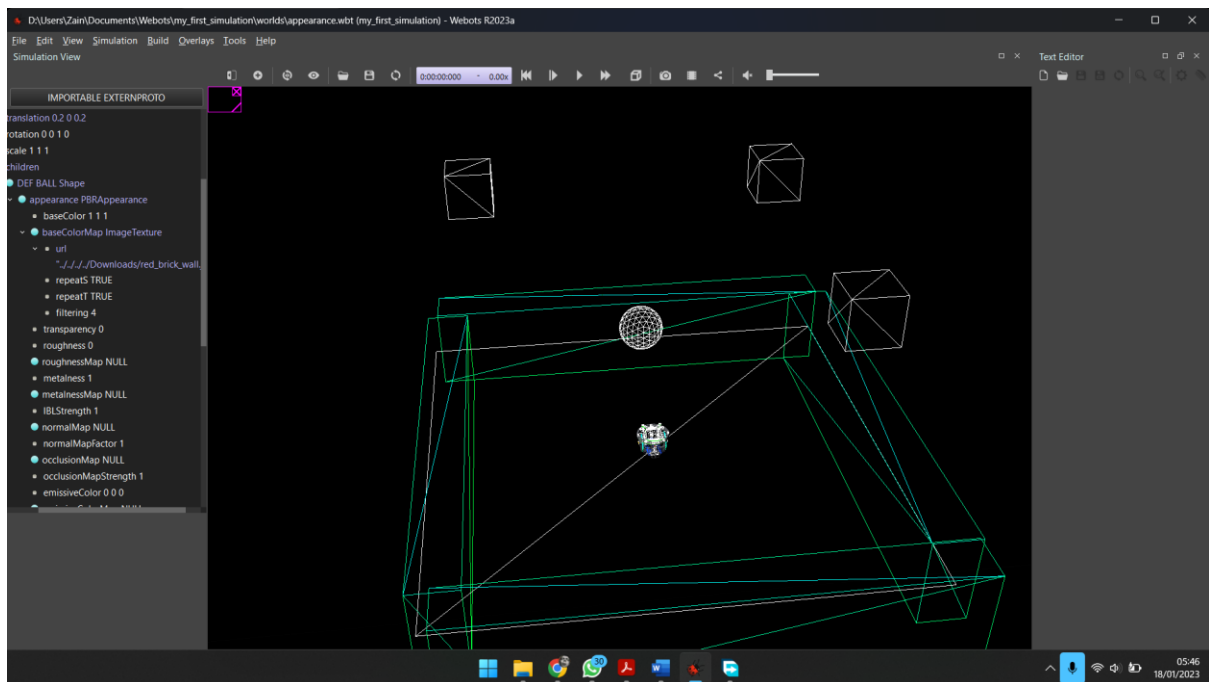 D:\Users\Zain\Documents\Webots\my_first_simulation\worlds\appearance.wbt (my_first_simulation) - Webots R2023a
File Edit View Simulation Build Overlays Tools Help
Simulation View
Text Editor
0:00:00:000 - 0.00x
IMPORTABLE EXTERNPROTO
translation 0.2 0 0.2
rotation 0 0 1 0
scale 1 1 1
children
DEF BALL Shape
appearance PBRAppearance
baseColor 1 1 1
baseColorMap ImageTexture
url
"../../../../Downloads/red_brick_wall.
repeatS TRUE
repeatT TRUE
filtering 4
transparency 0
roughness 0
roughnessMap NULL
metalness 1
metalnessMap NULL
IBLStrength 1
normalMap NULL
normalMapFactor 1
occlusionMap NULL
occlusionMapStrength 1
emissiveColor 0 0 0
30
05:46
18/01/2023